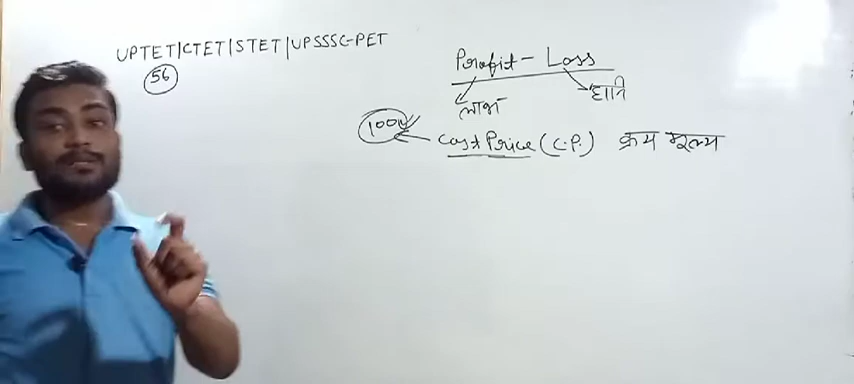 UPTET|CTET|STET|UPSSSC-PET
56
Profit - Loss
लाभ हानि
100% Cost Price (C.P.) क्रय मूल्य